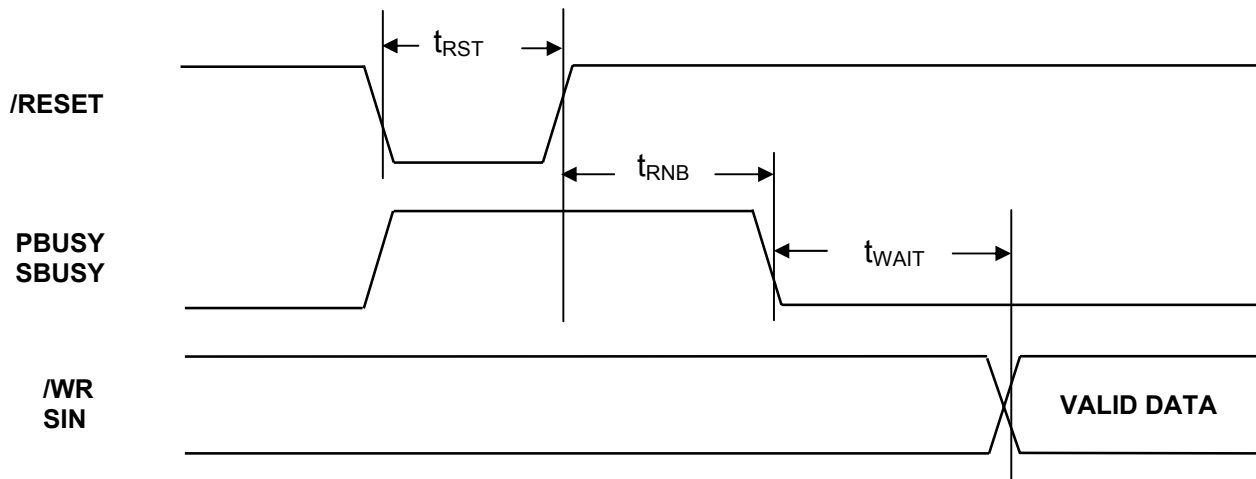 tRST
/RESET
tRNB
PBUSY
SBUSY
tWAIT
/WR
SIN
VALID DATA